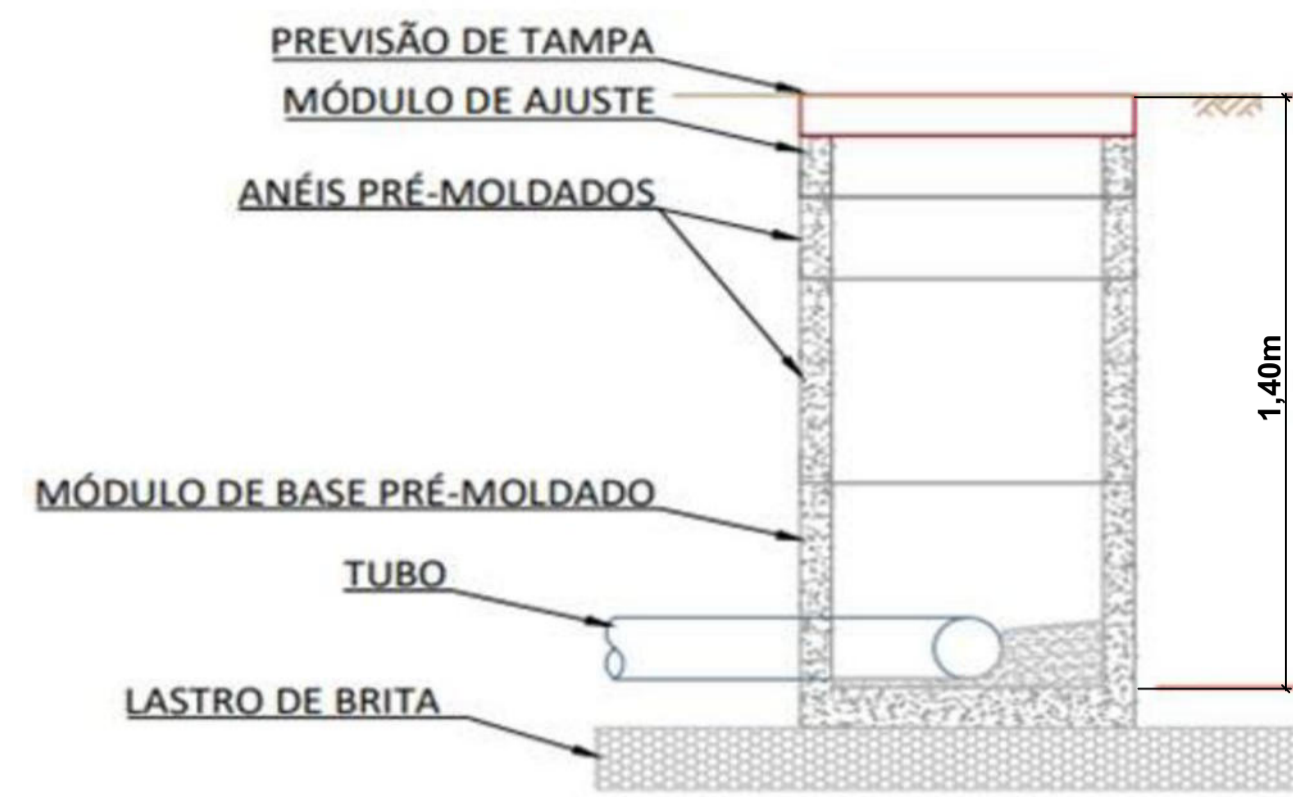 PREVISÃO DE TAMPA
MÓDULO DE AJUSTE
ANÉIS PRÉ-MOLDADOS
1,40m
MÓDULO DE BASE PRÉ-MOLDADO
TUBO
LASTRO DE BRITA